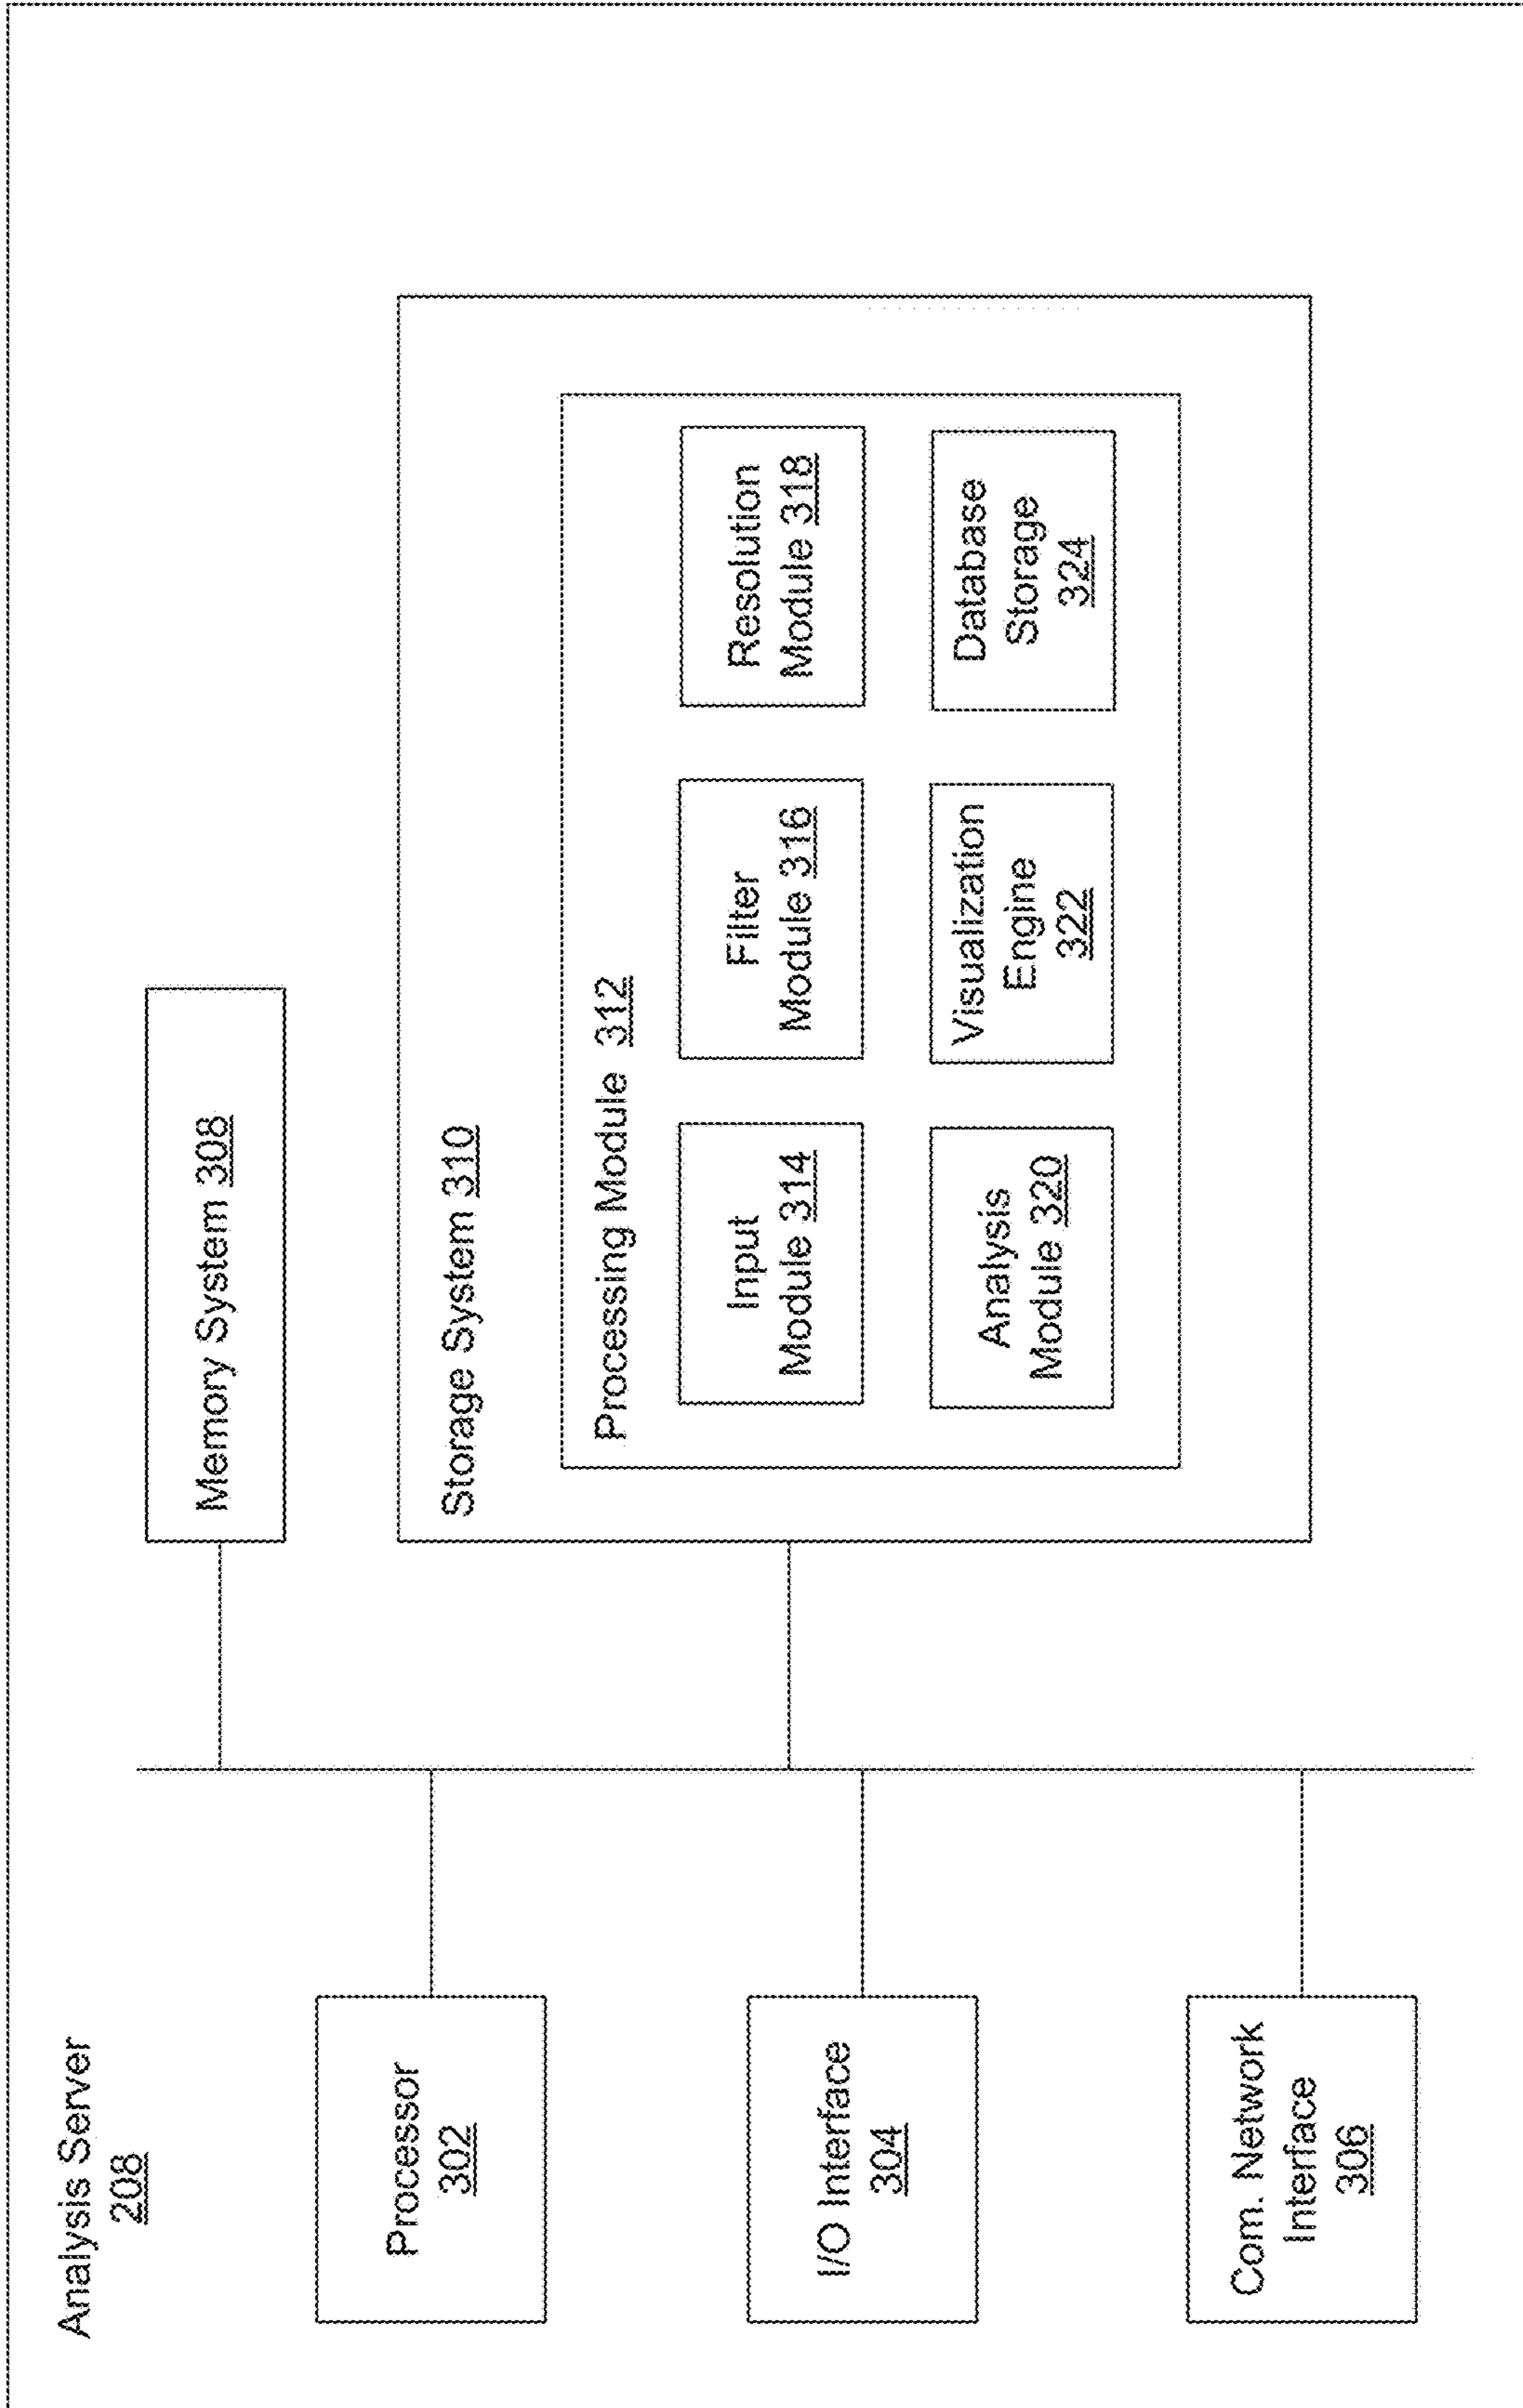 Analysis Server
208
Processor
302
I/O Interface
304
Com. Network
Interface
306
Memory System 308
Storage System 310
Processing Module 312
Input
Module 314
Filter
Module 316
Resolution
Module 318
Analysis
Module 320
Visualization
Engine
322
Database
Storage
324